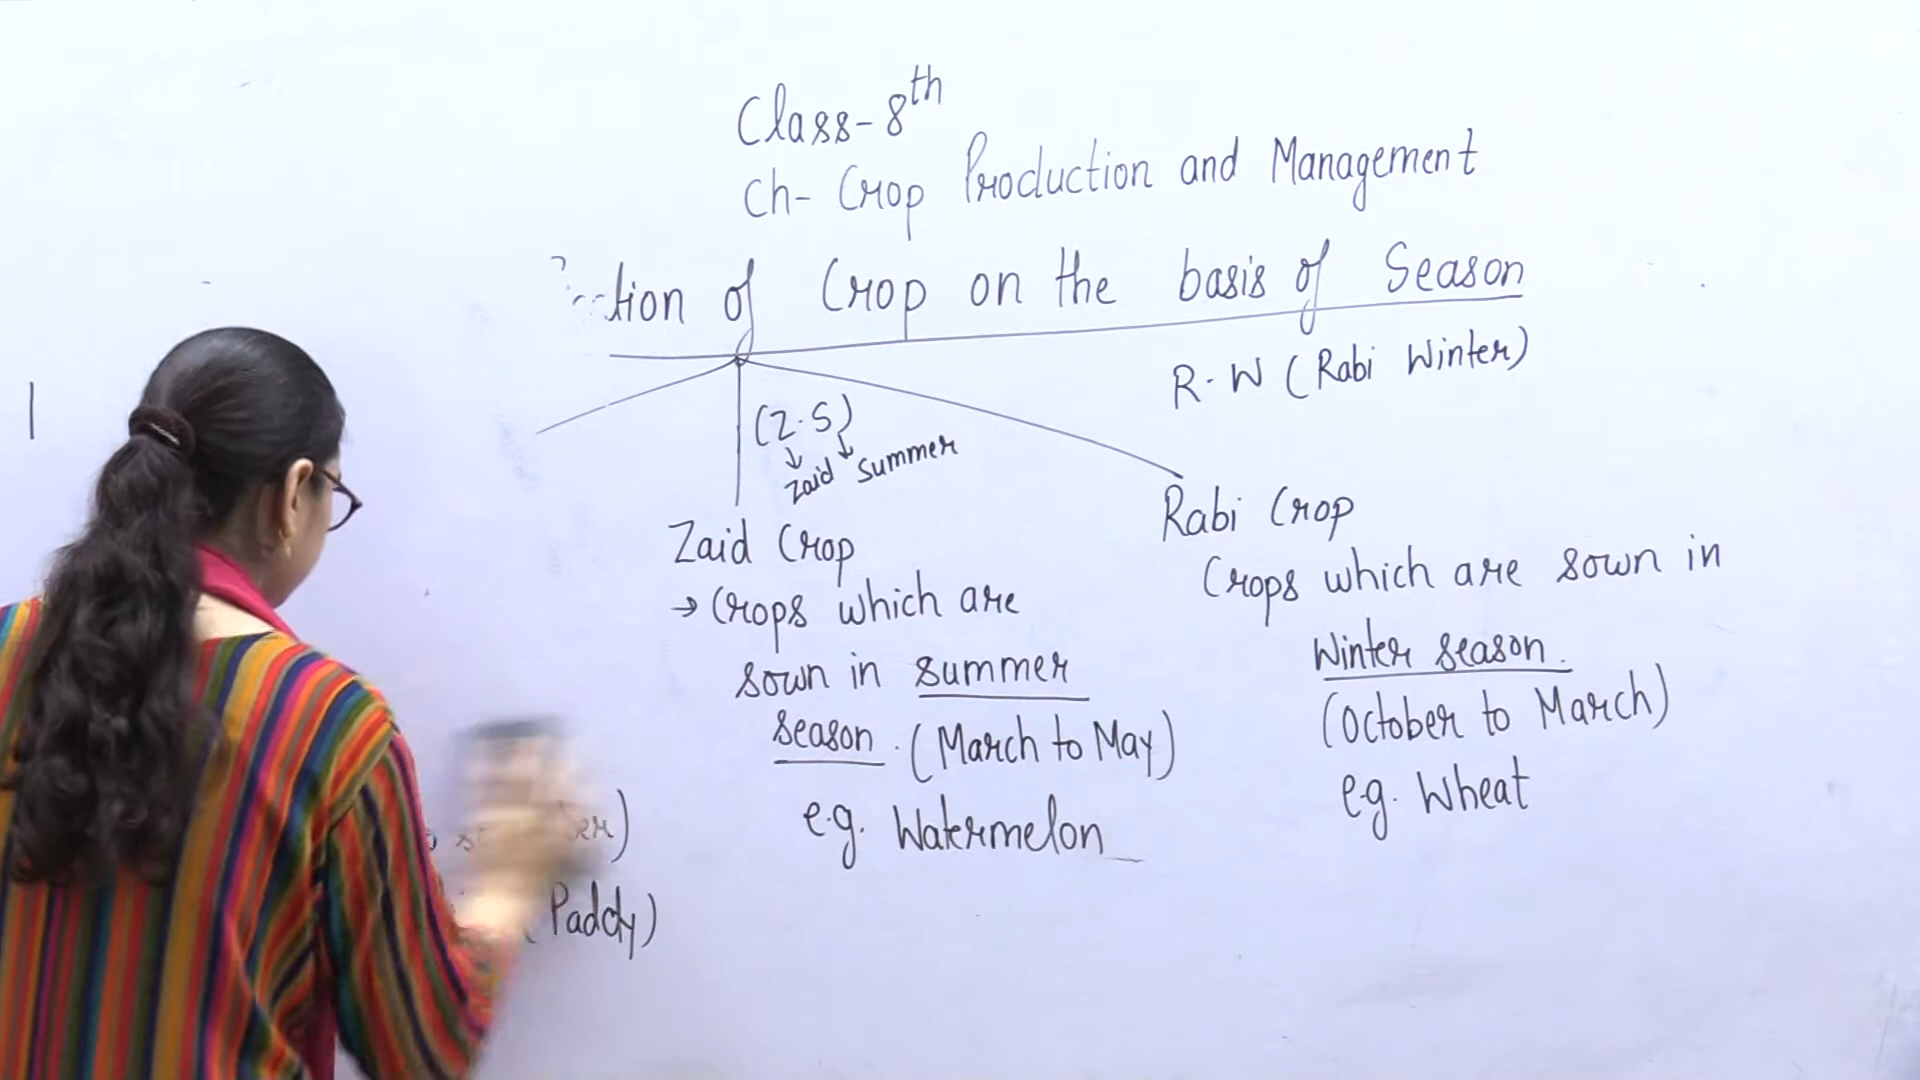 Class-8th
Ch- Crop Production and Management
tion of Crop on the basis of Season
R.W (Rabi Winter)
(Z.S)
Zaid Summer
Zaid Crop
→ Crops which are
sown in summer
season. (March to May)
e.g. Watermelon
Rabi Crop
Crops which are sown in
Winter season.
(October to March)
e.g. Wheat
er)
(Paddy)